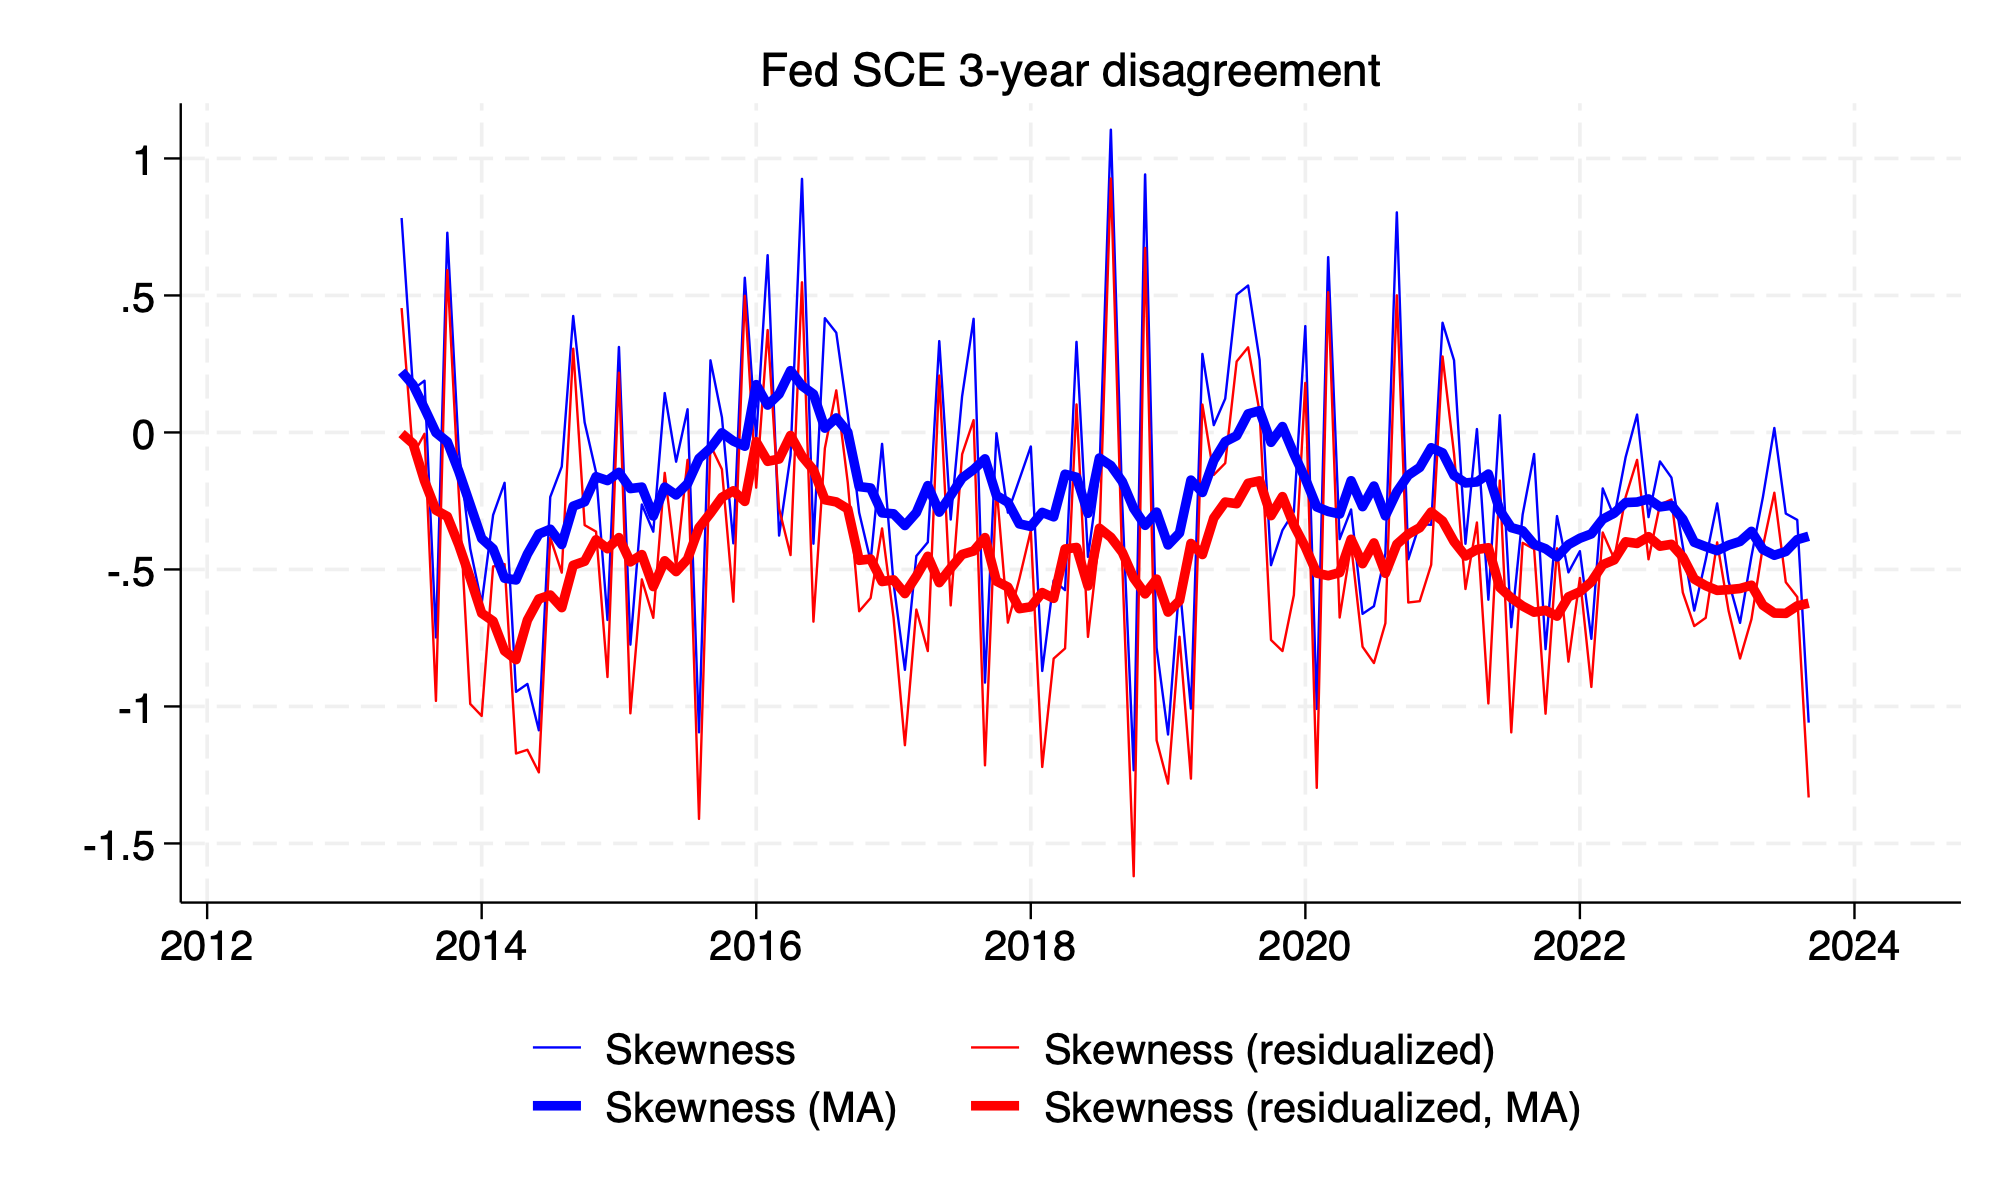 Fed SCE 3-year disagreement
1
.5
0
-.5
-1
-1.5
2012 2014 2016 2018 2020 2022 2024
Skewness Skewness (residualized)
Skewness (MA) Skewness (residualized, MA)